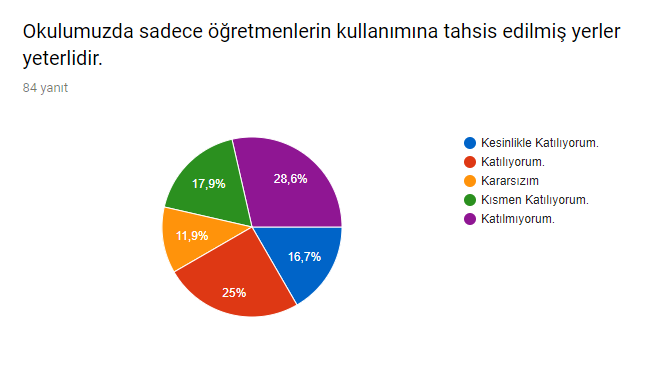 Okulumuzda sadece öğretmenlerin kullanımına tahsis edilmiş yerler
yeterlidir.
84 yanıt
Kesinlikle Katılıyorum.
Katılıyorum.
Kararsızım
Kısmen Katılıyorum.
Katılmıyorum.
28,6%
17,9%
11,9%
16,7%
25%